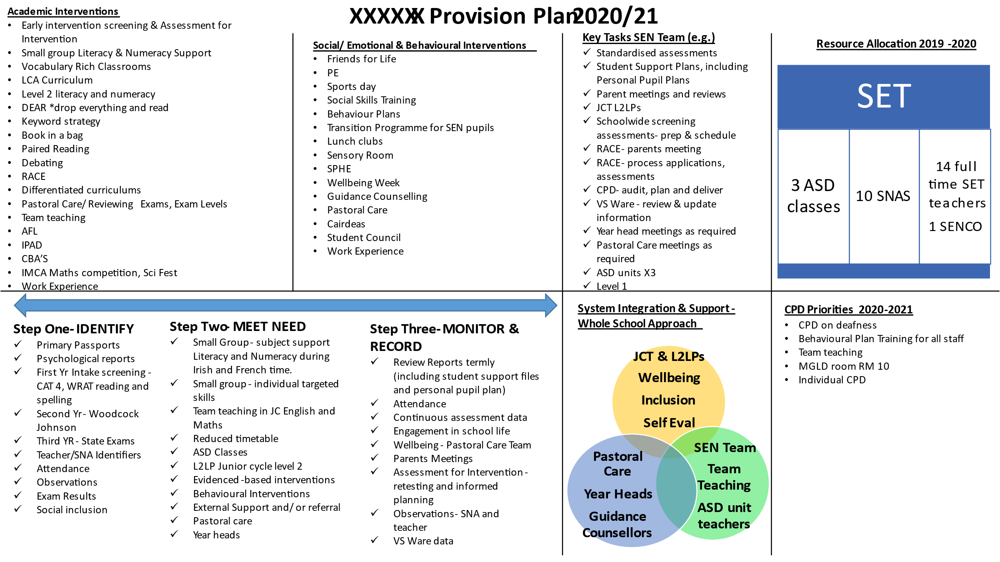 XXXXXX Provision Plan 2020/21
Academic Interventions
• Early intervention screening & Assessment for
Intervention
• Small group Literacy & Numeracy Support
• Vocabulary Rich Classrooms
• LCA Curriculum
• Level 2 literacy and numeracy
• DEAR *drop everything and read
• Keyword strategy
• Book in a bag
• Paired Reading
• Debating
• RACE
• Differentiated curriculums
• Pastoral Care/ Reviewing Exams, Exam Levels
• Team teaching
• AFL
• IPAD
• CBA’S
• IMCA Maths competition, Sci Fest
• Work Experience
Social/ Emotional & Behavioural Interventions
• Friends for Life
• PE
• Sports day
• Social Skills Training
• Behaviour Plans
• Transition Programme for SEN pupils
• Lunch clubs
• Sensory Room
• SPHE
• Wellbeing Week
• Guidance Counselling
• Pastoral Care
• Cairdeas
• Student Council
• Work Experience
Key Tasks SEN Team (e.g.)
✓ Standardised assessments
✓ Student Support Plans, including
Personal Pupil Plans
✓ Parent meetings and reviews
✓ JCT L2LPs
✓ Schoolwide screening
assessments- prep & schedule
✓ RACE- parents meeting
✓ RACE- process applications,
assessments
✓ CPD- audit, plan and deliver
✓ VS Ware - review & update
information
✓ Year head meetings as required
✓ Pastoral Care meetings as
required
✓ ASD units X3
✓ Level 1
Resource Allocation 2019 -2020
SET
3 ASD
classes
10 SNAS
14 full
time SET
teachers
1 SENCO
Step One- IDENTIFY
✓ Primary Passports
✓ Psychological reports
✓ First Yr Intake screening -
CAT 4, WRAT reading and
spelling
✓ Second Yr- Woodcock
Johnson
✓ Third YR- State Exams
✓ Teacher/SNA Identifiers
✓ Attendance
✓ Observations
✓ Exam Results
✓ Social inclusion
Step Two- MEET NEED
✓ Small Group- subject support
Literacy and Numeracy during
Irish and French time.
✓ Small group- individual targeted
skills
✓ Team teaching in JC English and
Maths
✓ Reduced timetable
✓ ASD Classes
✓ L2LP Junior cycle level 2
✓ Evidenced-based interventions
✓ Behavioural Interventions
✓ External Support and/ or referral
✓ Pastoral care
✓ Year heads
Step Three- MONITOR &
RECORD
✓ Review Reports termly
(including student support files
and personal pupil plan)
✓ Attendance
✓ Continuous assessment data
✓ Engagement in school life
✓ Wellbeing- Pastoral Care Team
✓ Parents Meetings
✓ Assessment for Intervention-
retesting and informed
planning
✓ Observations- SNA and
teacher
✓ VS Ware data
System Integration & Support -
Whole School Approach
JCT & L2LPs
Wellbeing
Inclusion
Self Eval
Pastoral
Care
Year Heads
Guidance
Counsellors
SEN Team
Team
Teaching
ASD unit
teachers
CPD Priorities 2020-2021
• CPD on deafness
• Behavioural Plan Training for all staff
• Team teaching
• MGLD room RM 10
• Individual CPD